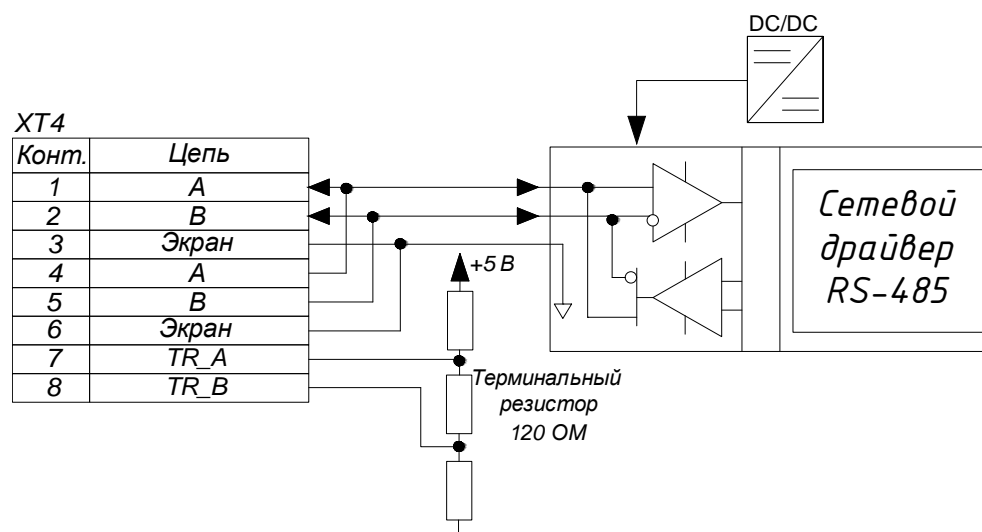 DC/DC
XT4
Конт. Цепь
1 A
2 B
3 Экран
4 A
5 B
6 Экран
7 TR_A
8 TR_B
+5 В
Терминальный
резистор
120 ОМ
Сетевой
драйвер
RS-485